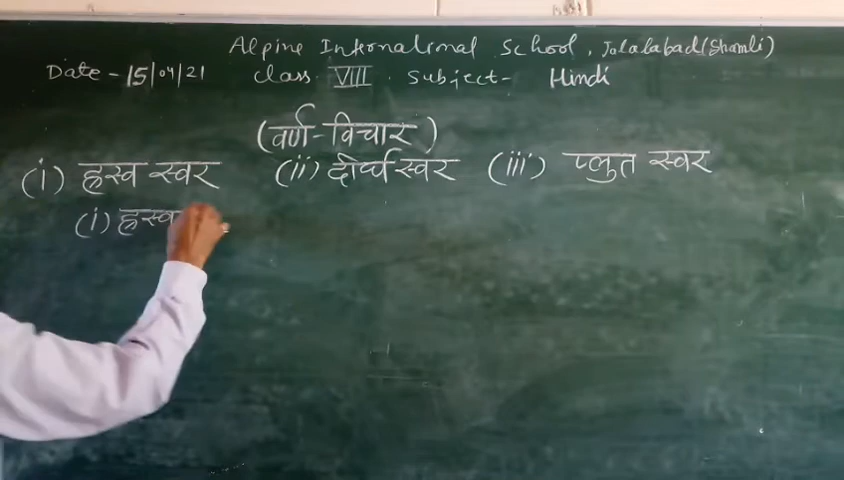 Alpine International School, Jalalabad (Shamli)
Date - 15/04/21 Class VIII Subject - Hindi
(वर्ण-विचार)
(i) ह्रस्व स्वर (ii) दीर्घ स्वर (iii) प्लुत स्वर
(i) ह्रस्व